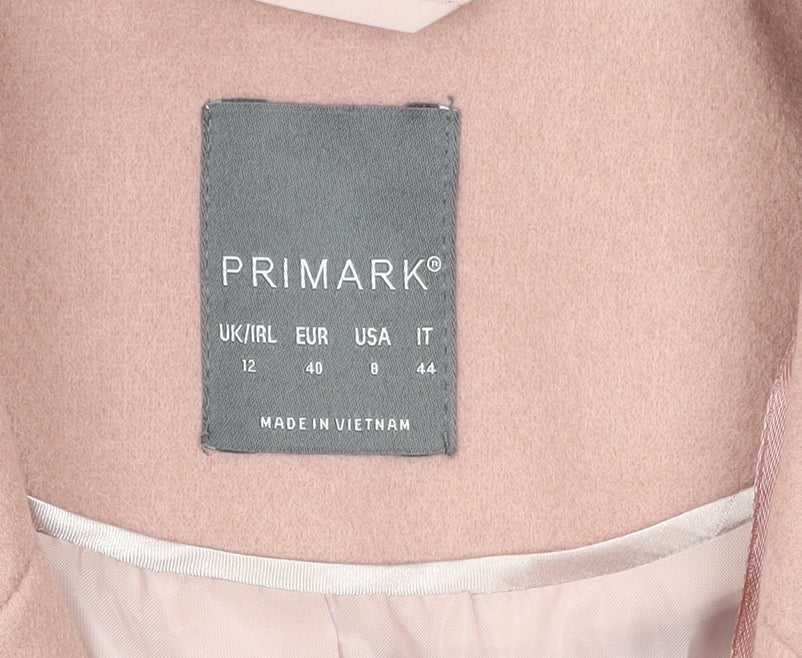 PRIMARK®
UK/IRL EUR USA IT
12 40 8 44
MADE IN VIETNAM